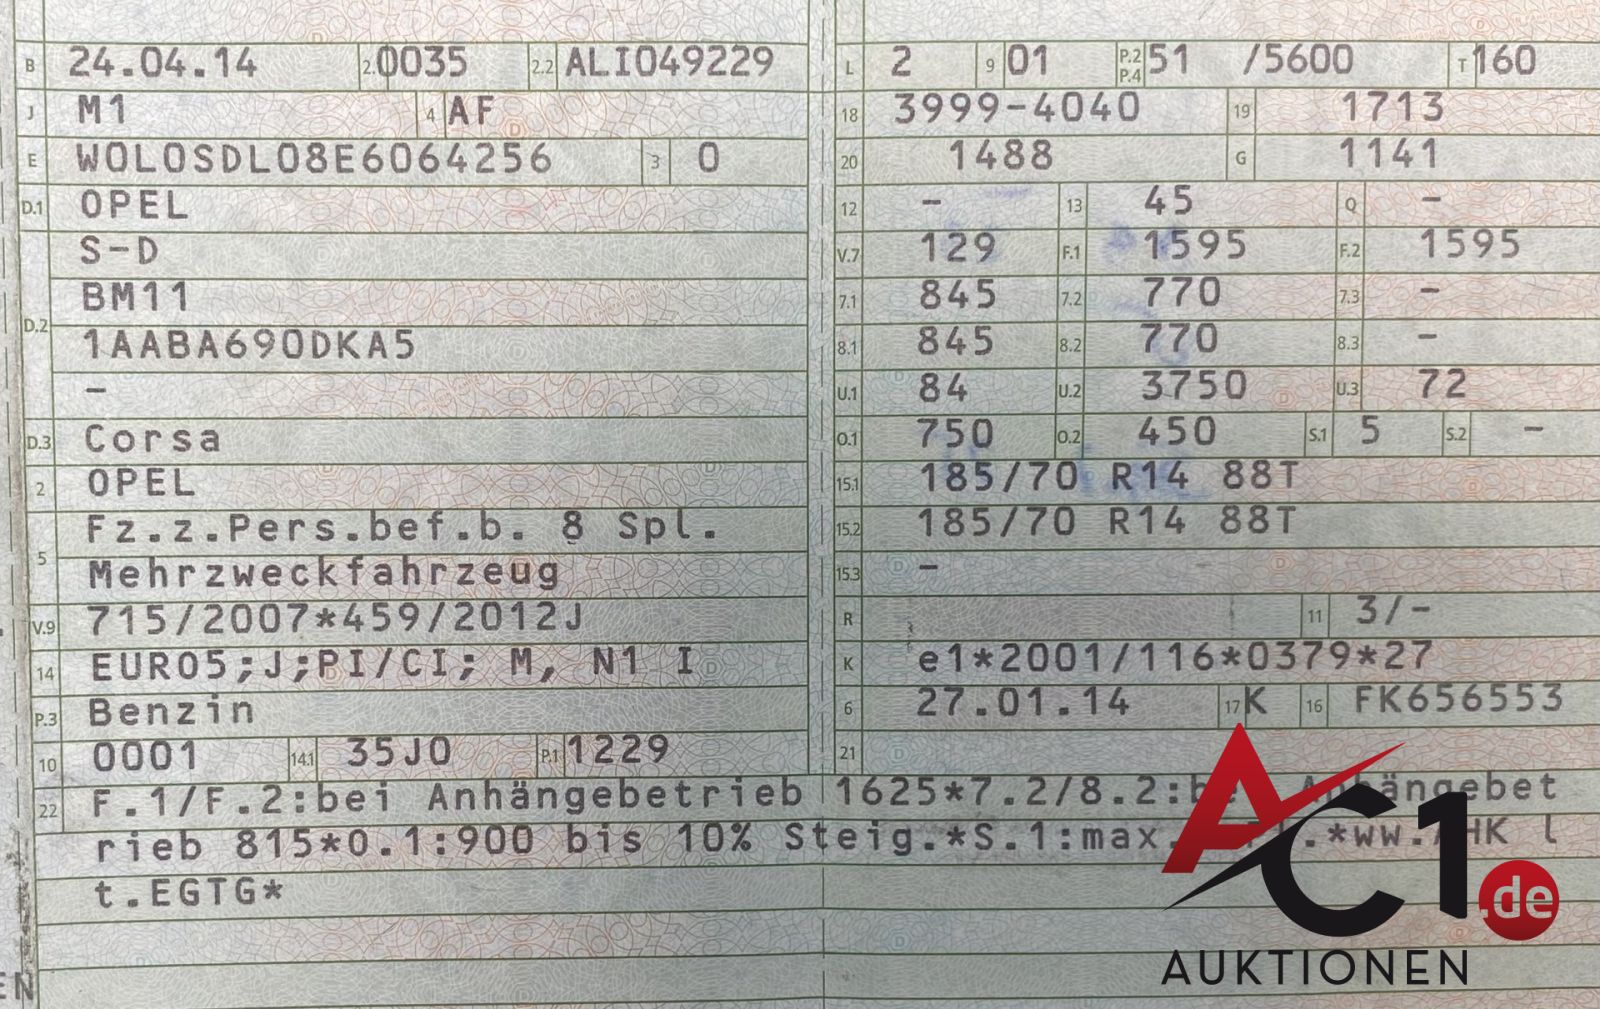 B 24.04.14 2.1 0035 2.2 ALI049229
J M1 4 AF
E W0L0SDL08E6064256 3 0
D.1 OPEL
S-D
D.2 BM11
1AABA690DKA5
–
D.3 Corsa
2 OPEL
5 Fz.z.Pers.bef.b. 8 Spl.
Mehrzweckfahrzeug
V.9 715/2007*459/2012J
14 EURO5;J;PI/CI; M, N1 I
P.3 Benzin
10 0001 14.1 35J0 P.1 1229
L 2 9 01 P.2 P.4 51 /5600 T 160
18 3999-4040 19 1713
20 1488 G 1141
12 – 13 45 Q –
V.7 129 F.1 1595 F.2 1595
7.1 845 7.2 770 7.3 –
8.1 845 8.2 770 8.3 –
U.1 84 U.2 3750 U.3 72
O.1 750 O.2 450 S.1 5 S.2 –
15.1 185/70 R14 88T
15.2 185/70 R14 88T
15.3 –
R 11 3/–
K e1*2001/116*0379*27
6 27.01.14 17 K 16 FK656553
21
22 F.1/F.2:bei Anhängebetrieb 1625*7.2/8.2:bei Anhängebet
rieb 815*O.1:900 bis 10% Steig.*S.1:max. .*ww.AHK l
t.EGTG*
EN
AC1.de
AUKTIONEN